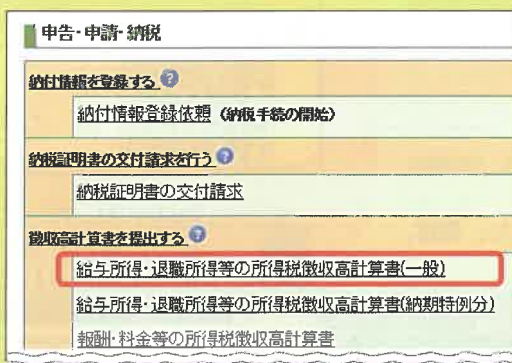 申告・申請・納税
納付情報を登録する ?
納付情報登録依頼 (納税手続の開始)
納税証明書の交付請求を行う ?
納税証明書の交付請求
徴収高計算書を提出する ?
給与所得・退職所得等の所得税徴収高計算書(一般)
給与所得・退職所得等の所得税徴収高計算書(納期特例分)
報酬・料金等の所得税徴収高計算書